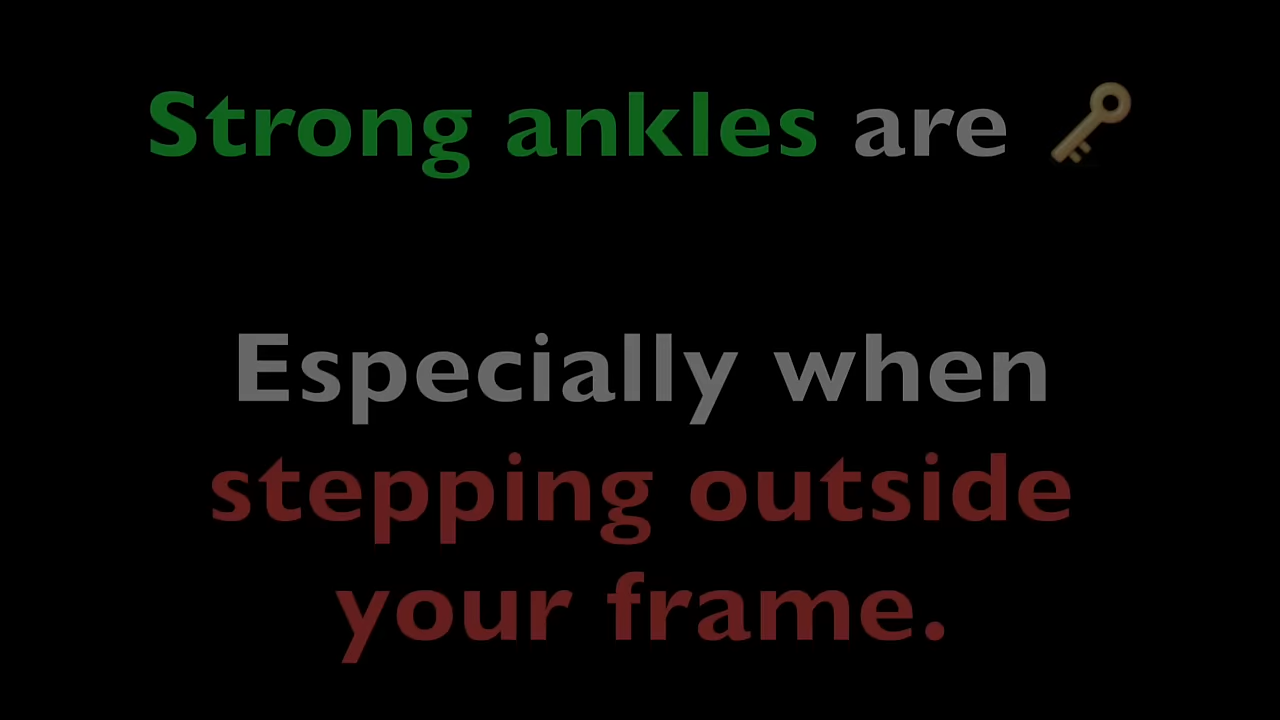 Strong ankles are 🗝️
Especially when
stepping outside
your frame.